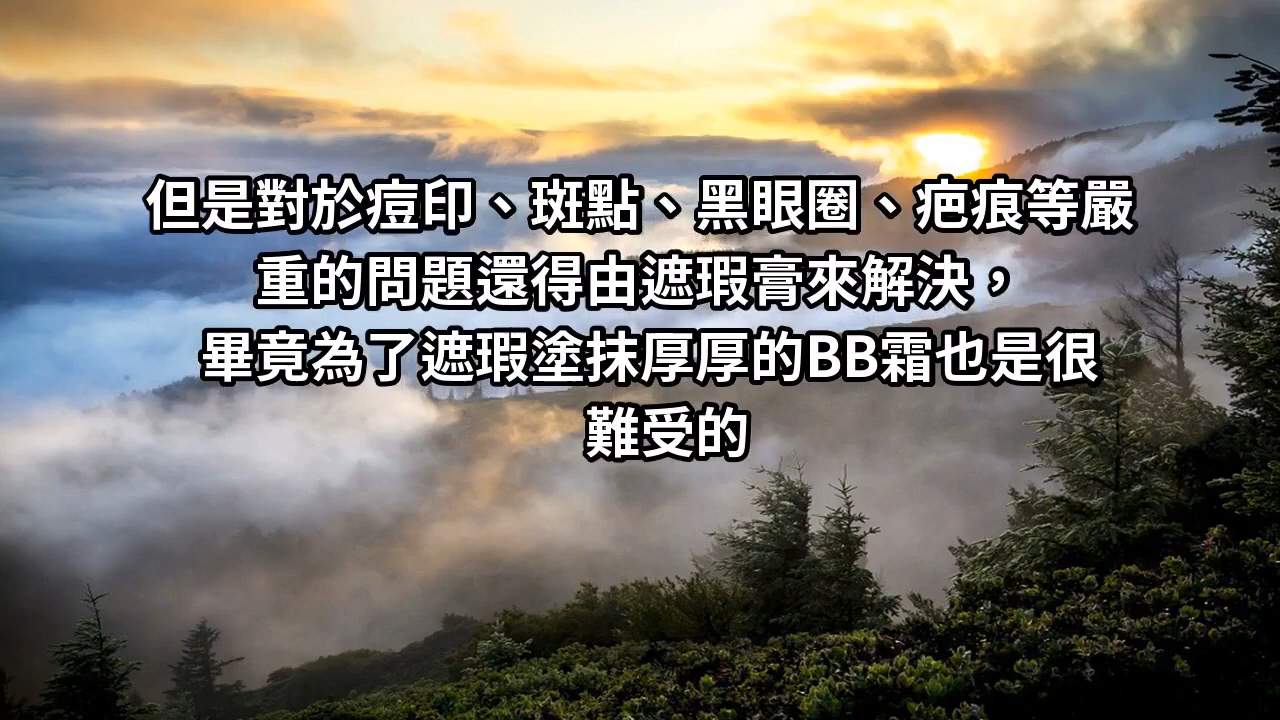 但是對於痘印、斑點、黑眼圈、疤痕等嚴
重的問題還得由遮瑕膏來解決，
畢竟為了遮瑕塗抹厚厚的BB霜也是很
難受的